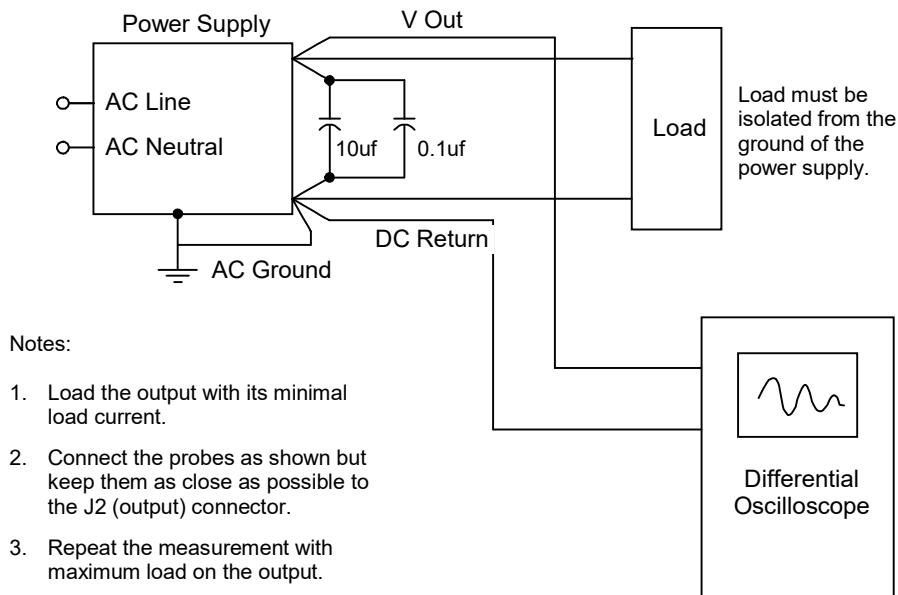 Power Supply
V Out
AC Line
AC Neutral
10uf
0.1uf
Load
Load must be
isolated from the
ground of the
power supply.
DC Return
AC Ground
Notes:
1. Load the output with its minimal
load current.
2. Connect the probes as shown but
keep them as close as possible to
the J2 (output) connector.
3. Repeat the measurement with
maximum load on the output.
Differential
Oscilloscope